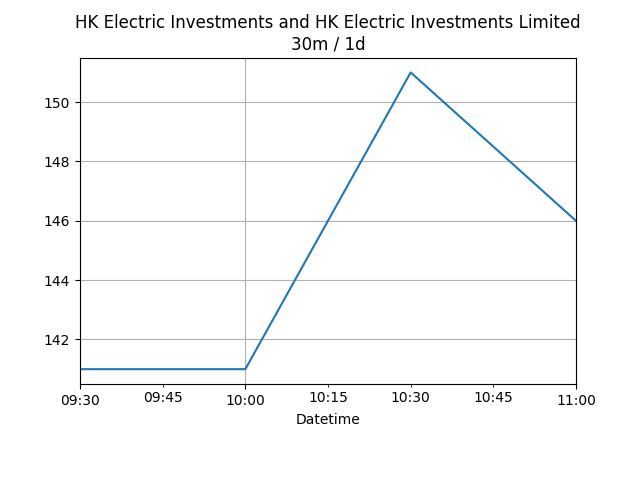 HK Electric Investments and HK Electric Investments Limited
30m / 1d
150
148
146
144
142
09:30 09:45 10:00 10:15 10:30 10:45 11:00
Datetime